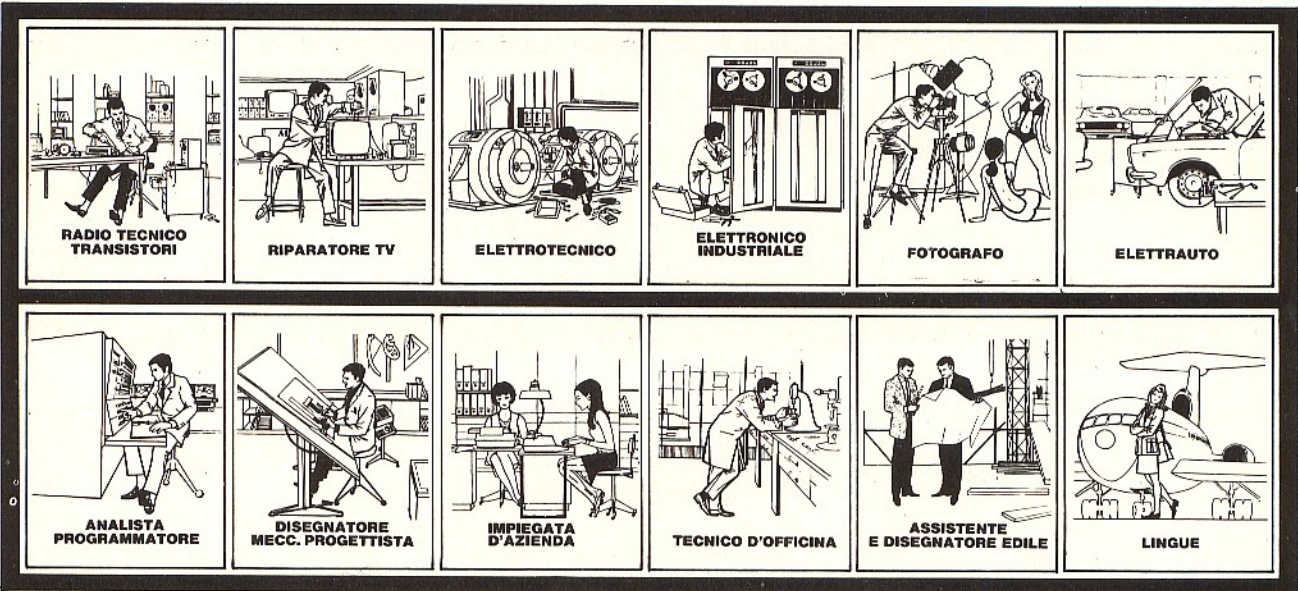 RADIO TECNICO
TRANSISTORI
RIPARATORE TV
ELETTROTECNICO
ELETTRONICO
INDUSTRIALE
FOTOGRAFO
ELETTRAUTO
ANALISTA
PROGRAMMATORE
DISEGNATORE
MECC. PROGETTISTA
IMPIEGATA
D'AZIENDA
TECNICO D'OFFICINA
ASSISTENTE
E DISEGNATORE EDILE
LINGUE